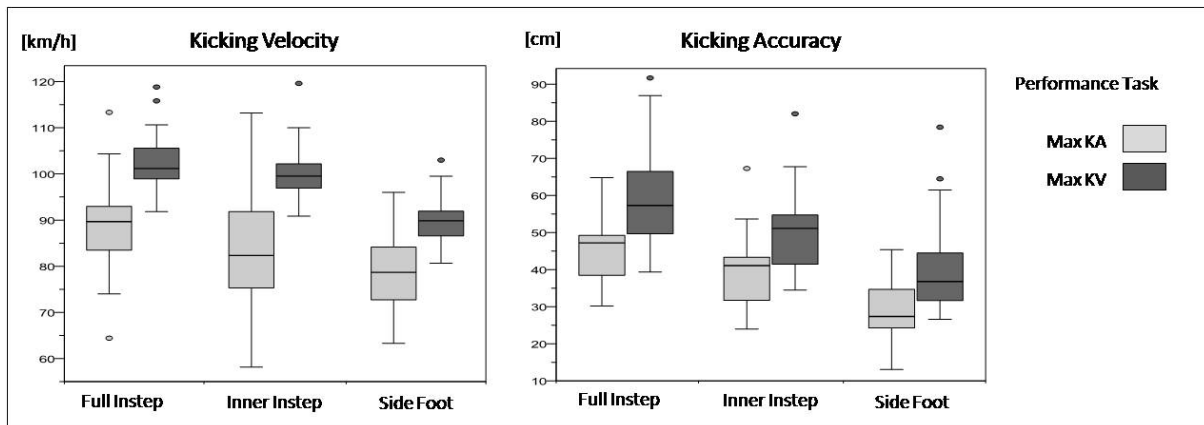 [km/h]
Kicking Velocity
120
110
100
90
80
70
60
Full Instep
Inner Instep
Side Foot
[cm]
Kicking Accuracy
90
80
70
60
50
40
30
20
10
Full Instep
Inner Instep
Side Foot
Performance Task
Max KA
Max KV